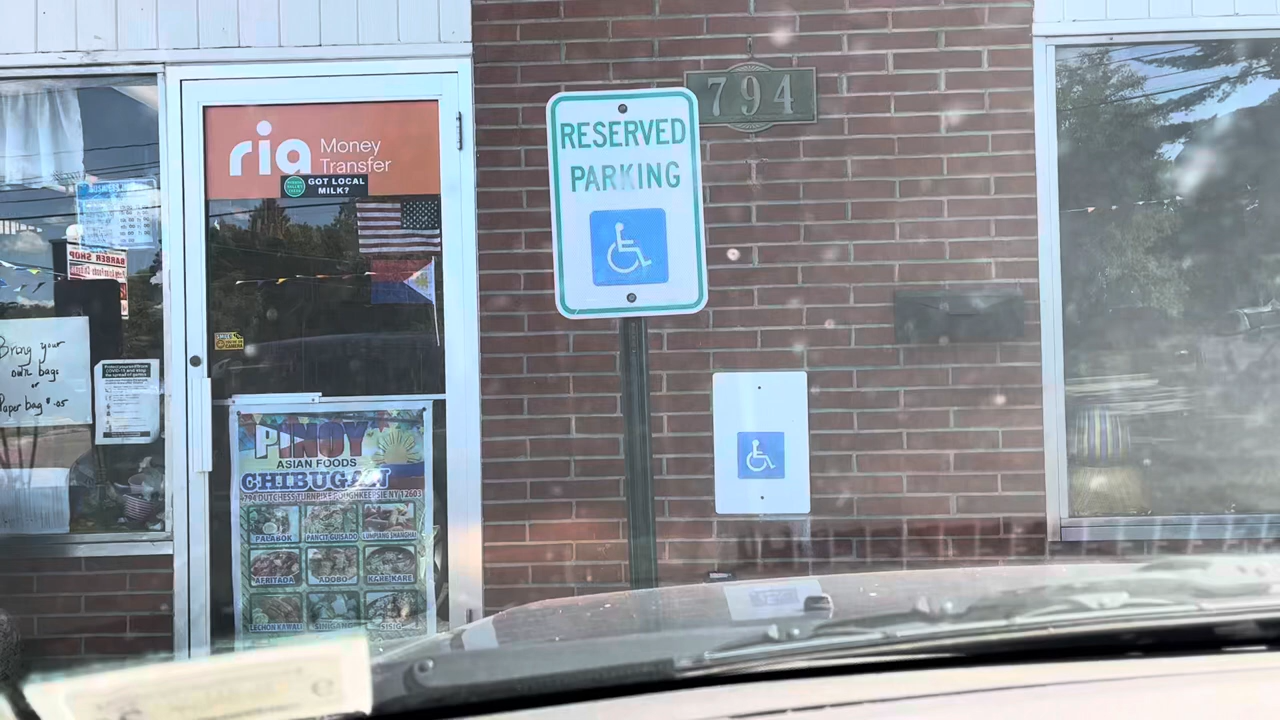 ria Money
Transfer
GOT LOCAL
MILK?
BARBER SHOP
Bring your
own bags
or
Paper bag $.05
PINOY
ASIAN FOODS
CHIBUGAN
794 DUTCHESS TURNPIKE POUGHKEEPSIE NY 12603
PALABOK
PANCIT GUISADO
LUMPIANG SHANGHAI
AFRITADA
ADOBO
KARE KARE
LECHON KAWALI
SINIGANG
SISIG
RESERVED
PARKING
794